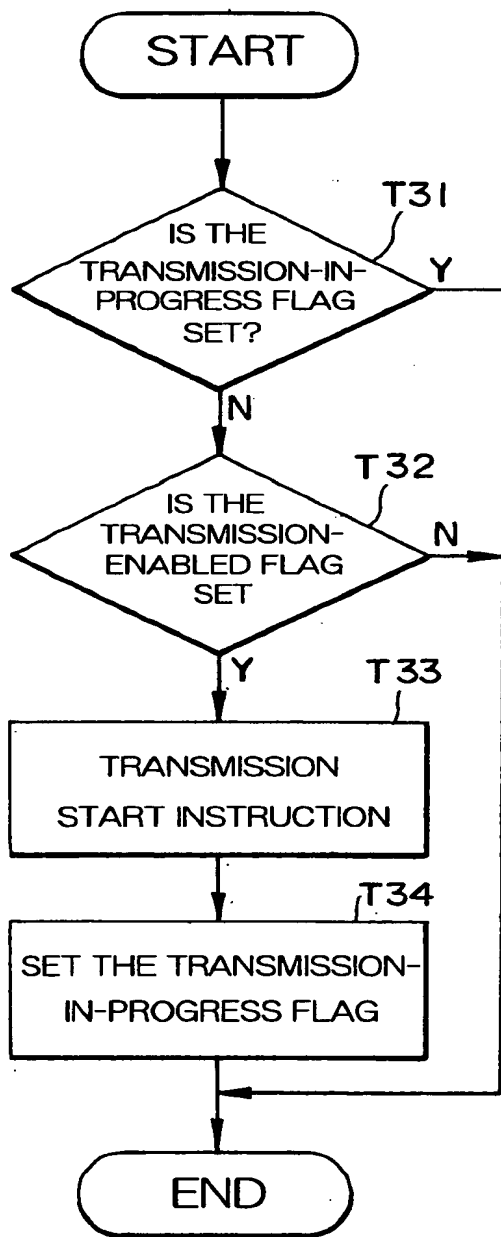 START
T31
IS THE
TRANSMISSION-IN-
PROGRESS FLAG
SET?
Y
N
T32
IS THE
TRANSMISSION-
ENABLED FLAG
SET
N
Y
T33
TRANSMISSION
START INSTRUCTION
T34
SET THE TRANSMISSION-
IN-PROGRESS FLAG
END